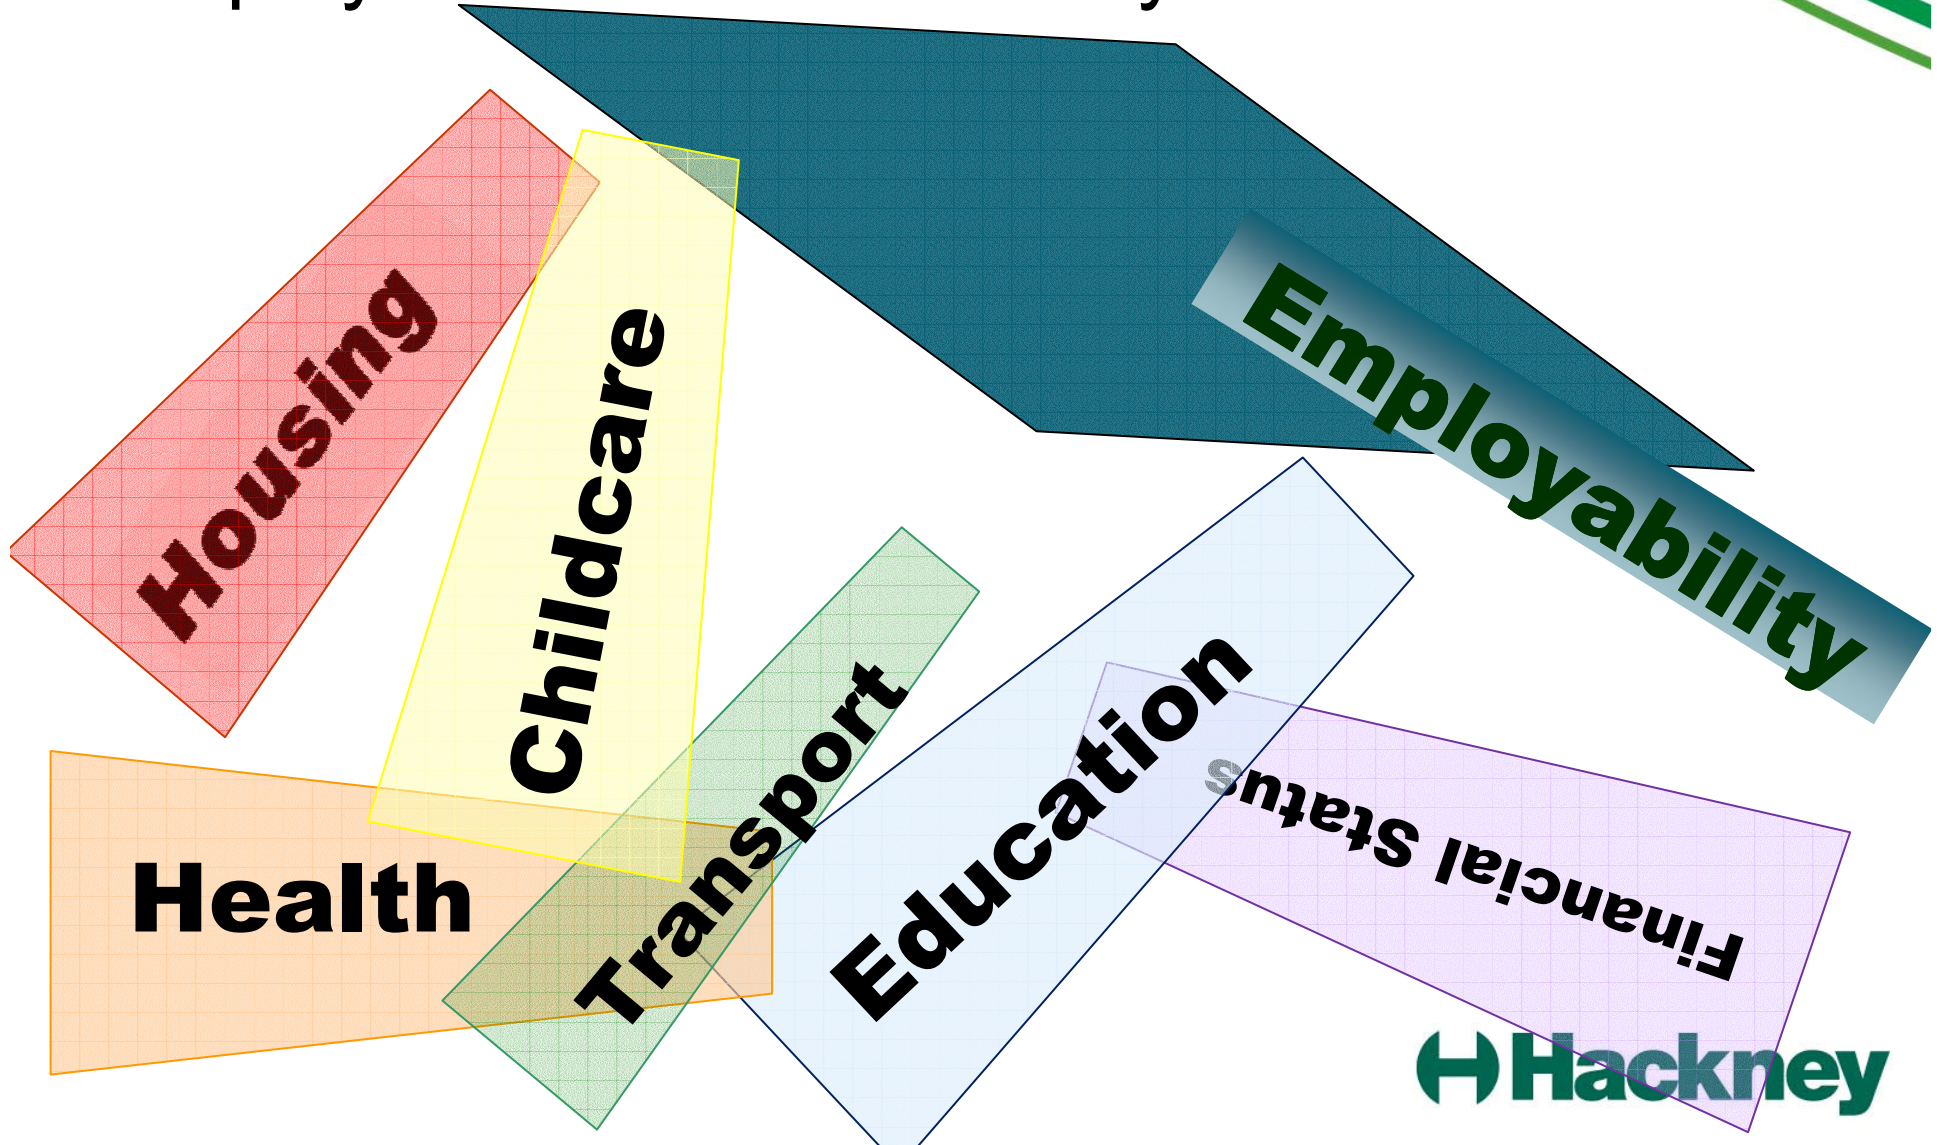 Housing
Childcare
Employability
Transport
Education
Financial Status
Health
Hackney